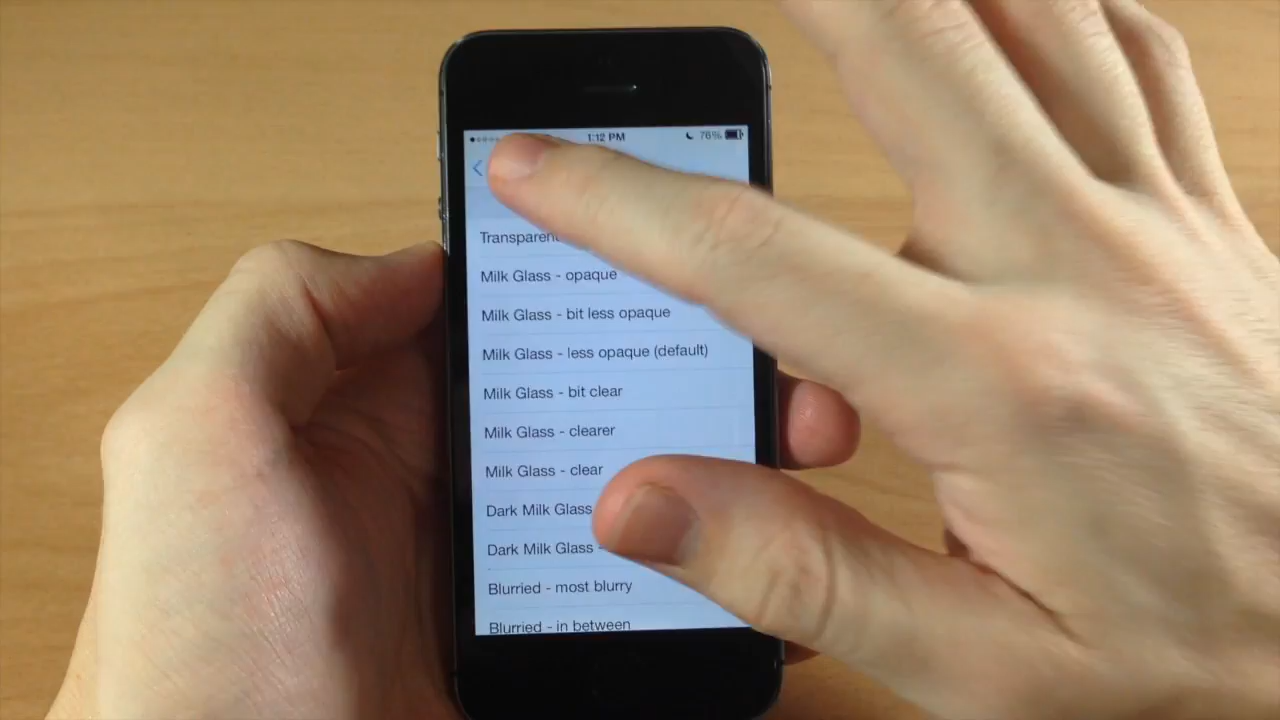 1:12 PM 76%
Transparent
Milk Glass - opaque
Milk Glass - bit less opaque
Milk Glass - less opaque (default)
Milk Glass - bit clear
Milk Glass - clearer
Milk Glass - clear
Dark Milk Glass
Dark Milk Glass -
Blurried - most blurry
Blurried - in between